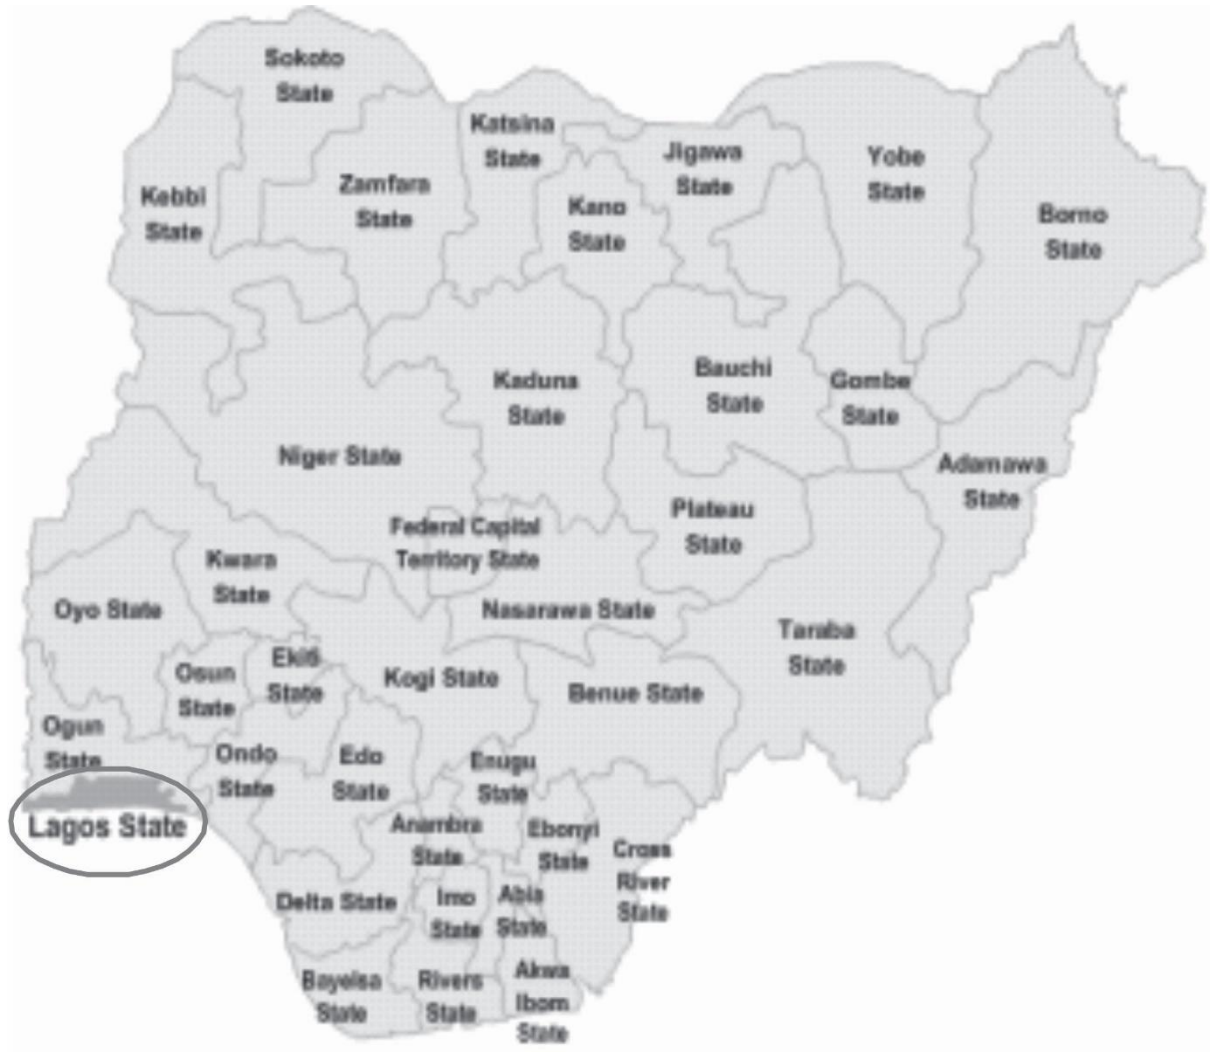 Sokoto
State
Katsina
State
Jigawa
State
Yobe
State
Zamfara
State
Kebbi
State
Kano
State
Borno
State
Kaduna
State
Bauchi
State
Gombe
State
Niger State
Adamawa
State
Plateau
State
Federal Capital
Territory State
Kwara
State
Oyo State
Nasarawa State
Taraba
State
Osun
State
Ekiti
State
Kogi State
Benue State
Ogun
State
Ondo
State
Edo
State
Enugu
State
Lagos State
Anambra
State
Ebonyi
State
Cross
River
State
Delta State
Imo
State
Abia
State
Bayelsa
State
Rivers
State
Akwa
Ibom
State